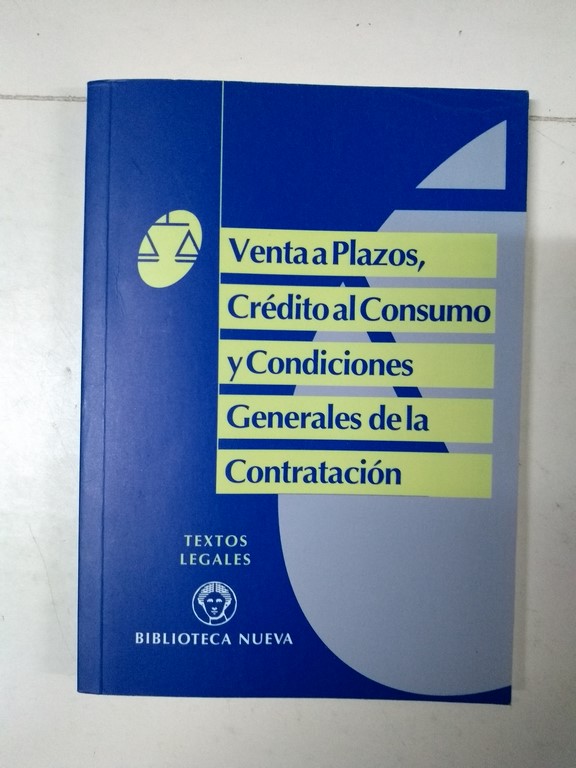 Venta a Plazos,
Crédito al Consumo
y Condiciones
Generales de la
Contratación
TEXTOS
LEGALES
BIBLIOTECA NUEVA